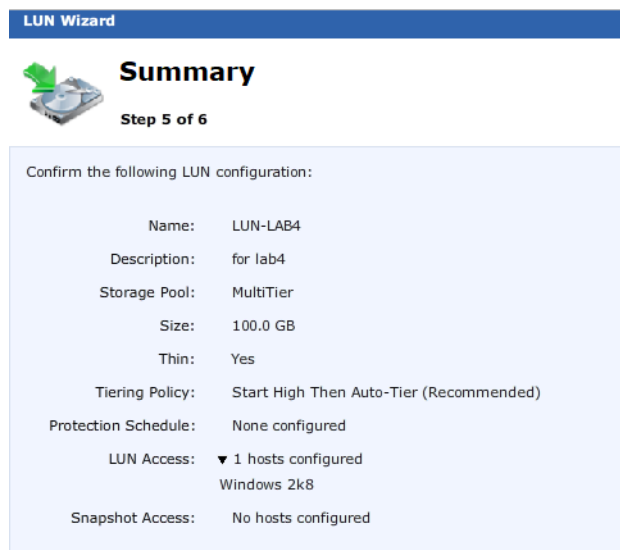 LUN Wizard
Summary
Step 5 of 6
Confirm the following LUN configuration:
Name: LUN-LAB4
Description: for lab4
Storage Pool: MultiTier
Size: 100.0 GB
Thin: Yes
Tiering Policy: Start High Then Auto-Tier (Recommended)
Protection Schedule: None configured
LUN Access: ▼ 1 hosts configured
Windows 2k8
Snapshot Access: No hosts configured